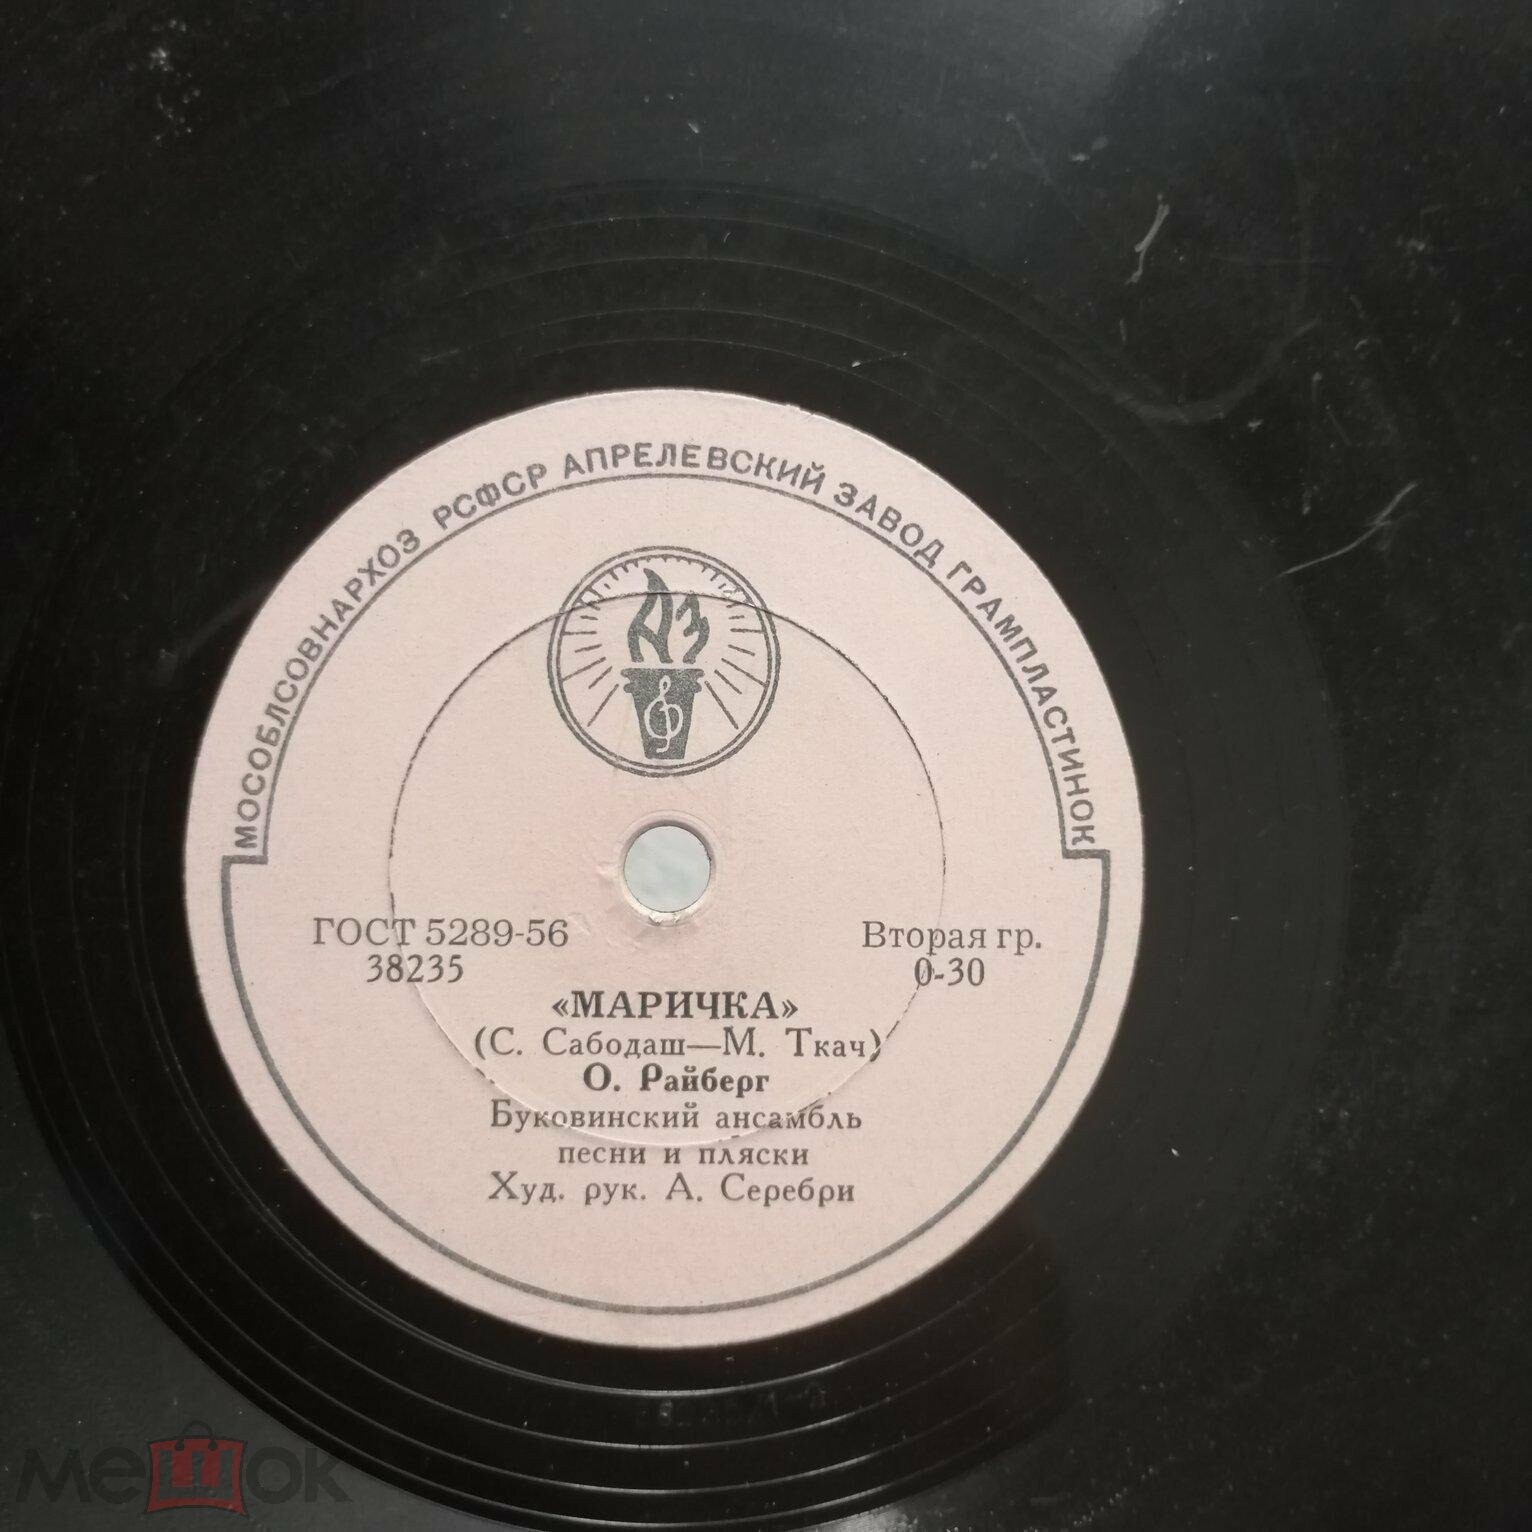 МОСОБЛСОВНАРХОЗ РСФСР АПРЕЛЕВСКИЙ ЗАВОД ГРАМПЛАСТИНОК
АЗ
ГОСТ 5289-56
38235
Вторая гр.
0-30
«МАРИЧКА»
(С. Сабодаш—М. Ткач)
О. Райберг
Буковинский ансамбль
песни и пляски
Худ. рук. А. Серебри
мешок